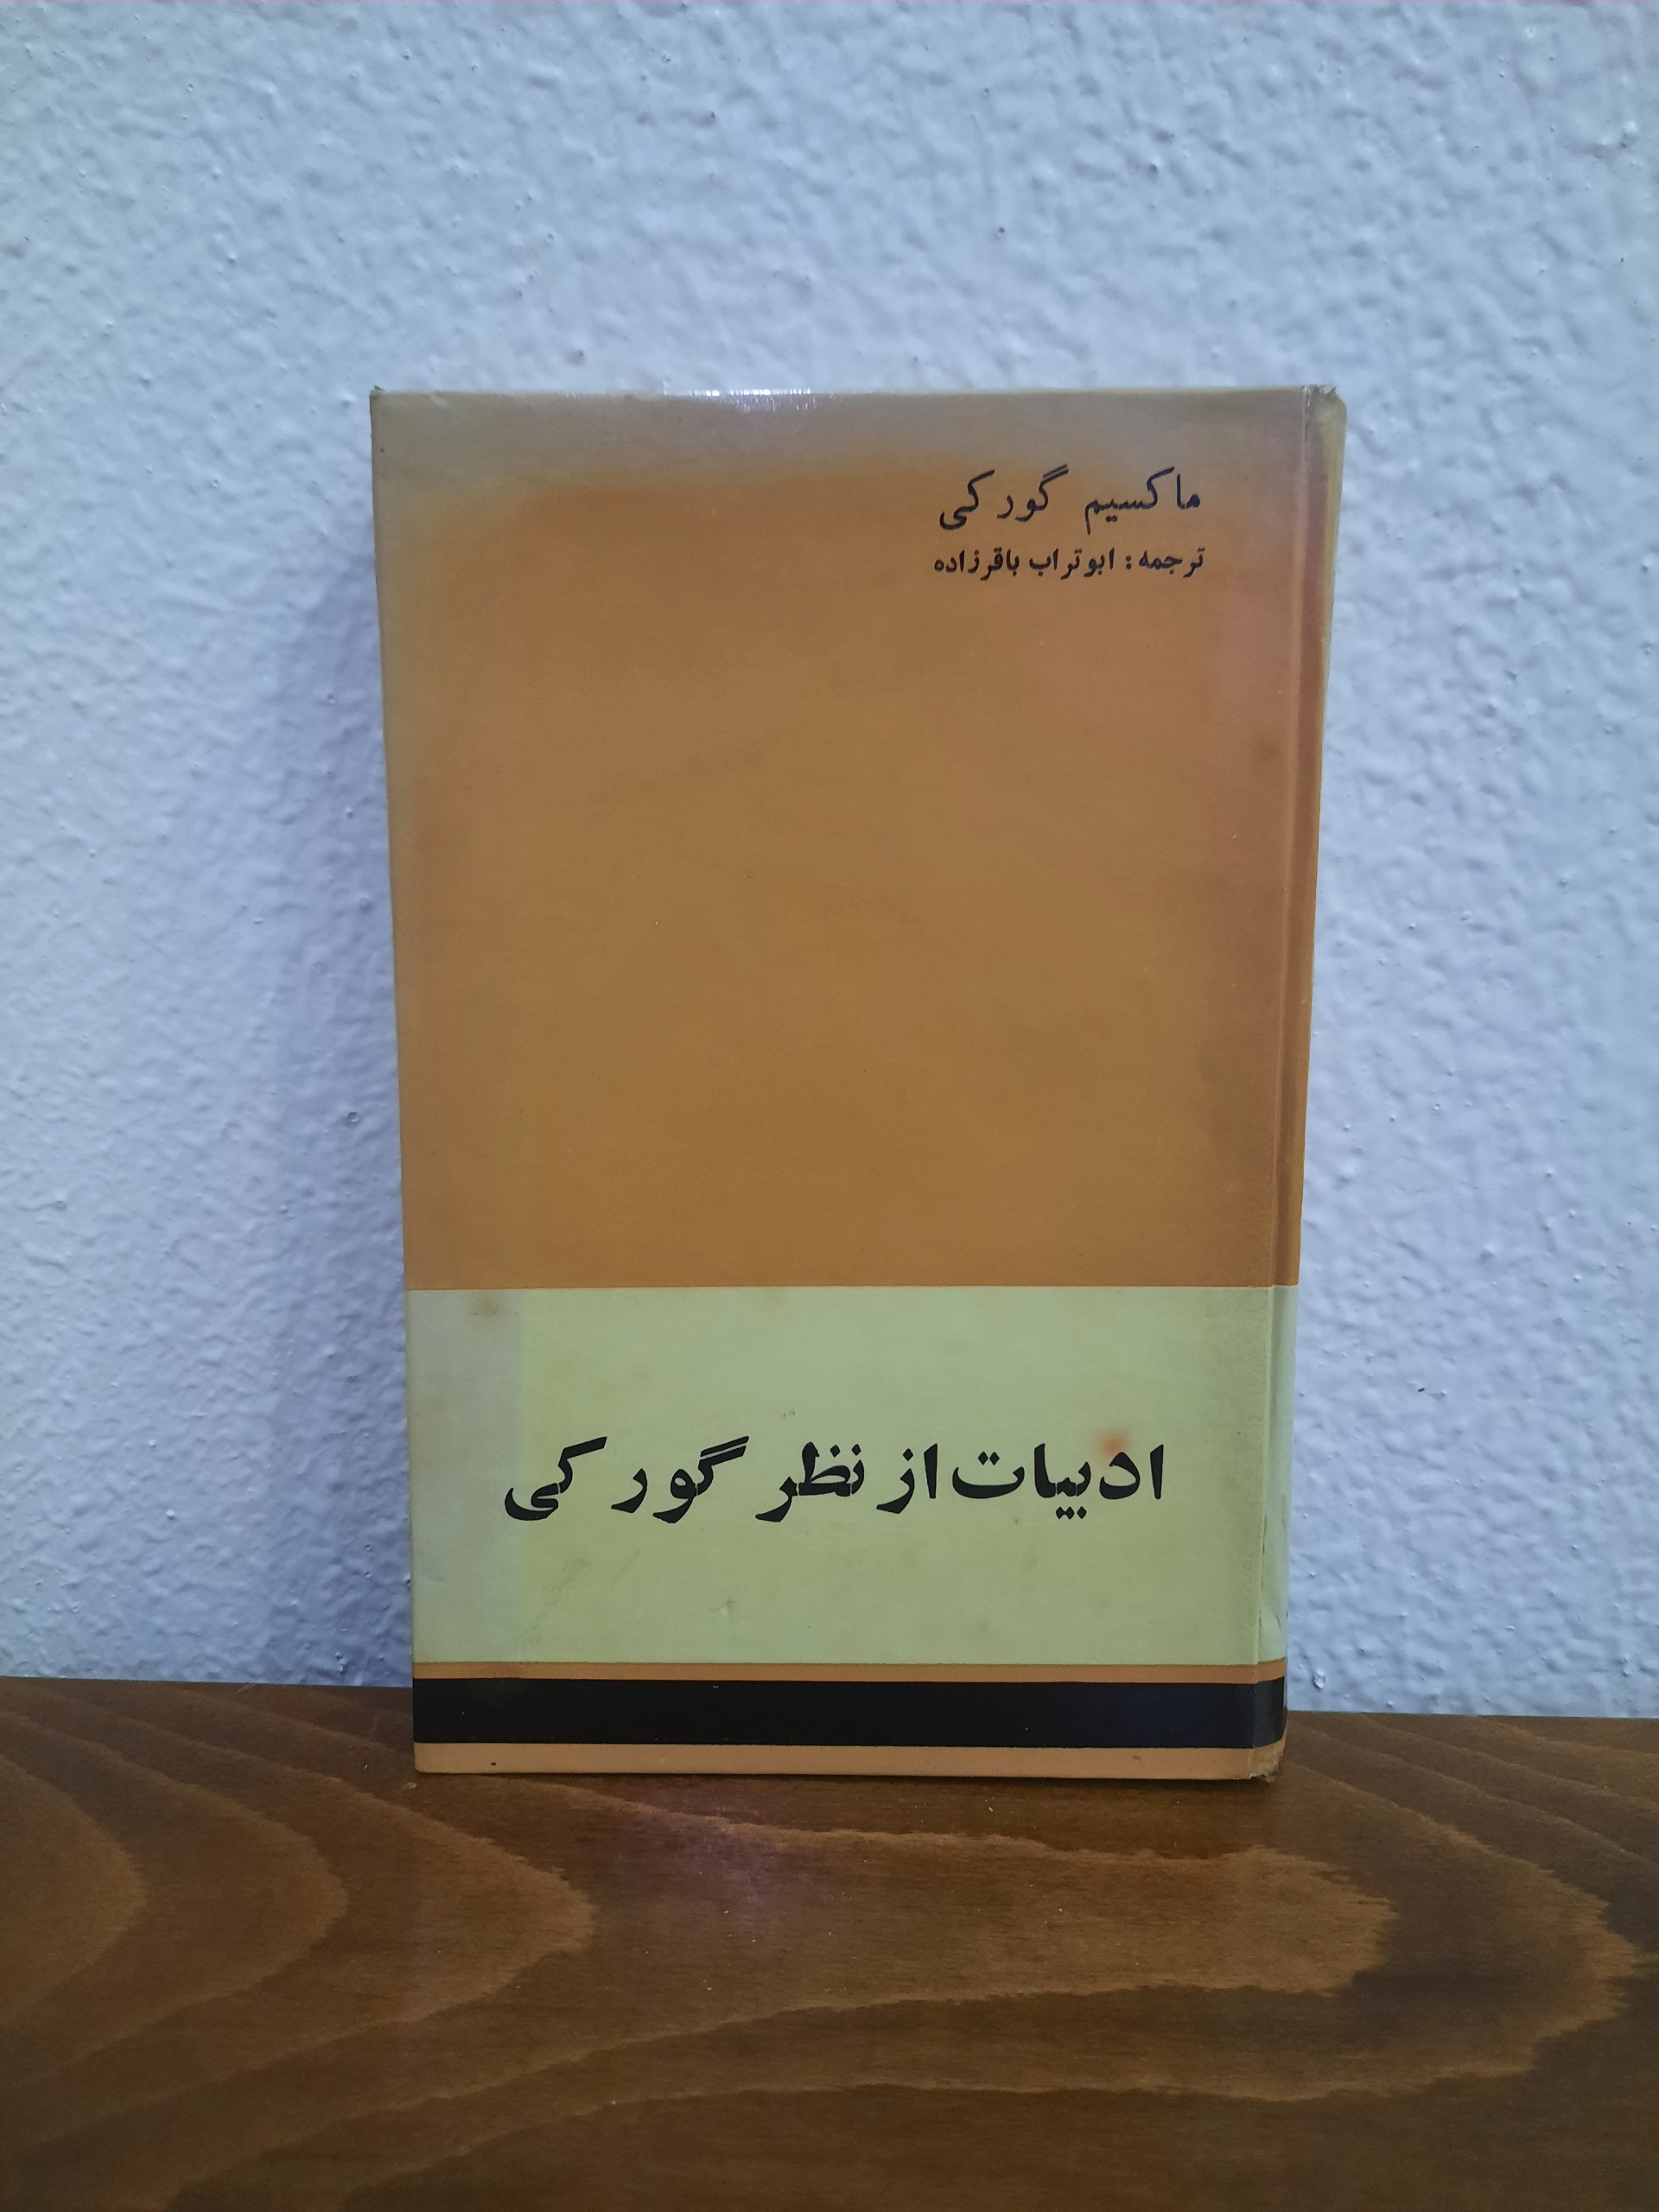 ماکسیم گورکی
ترجمه: ابوتراب باقرزاده
ادبیات از نظر گورکی